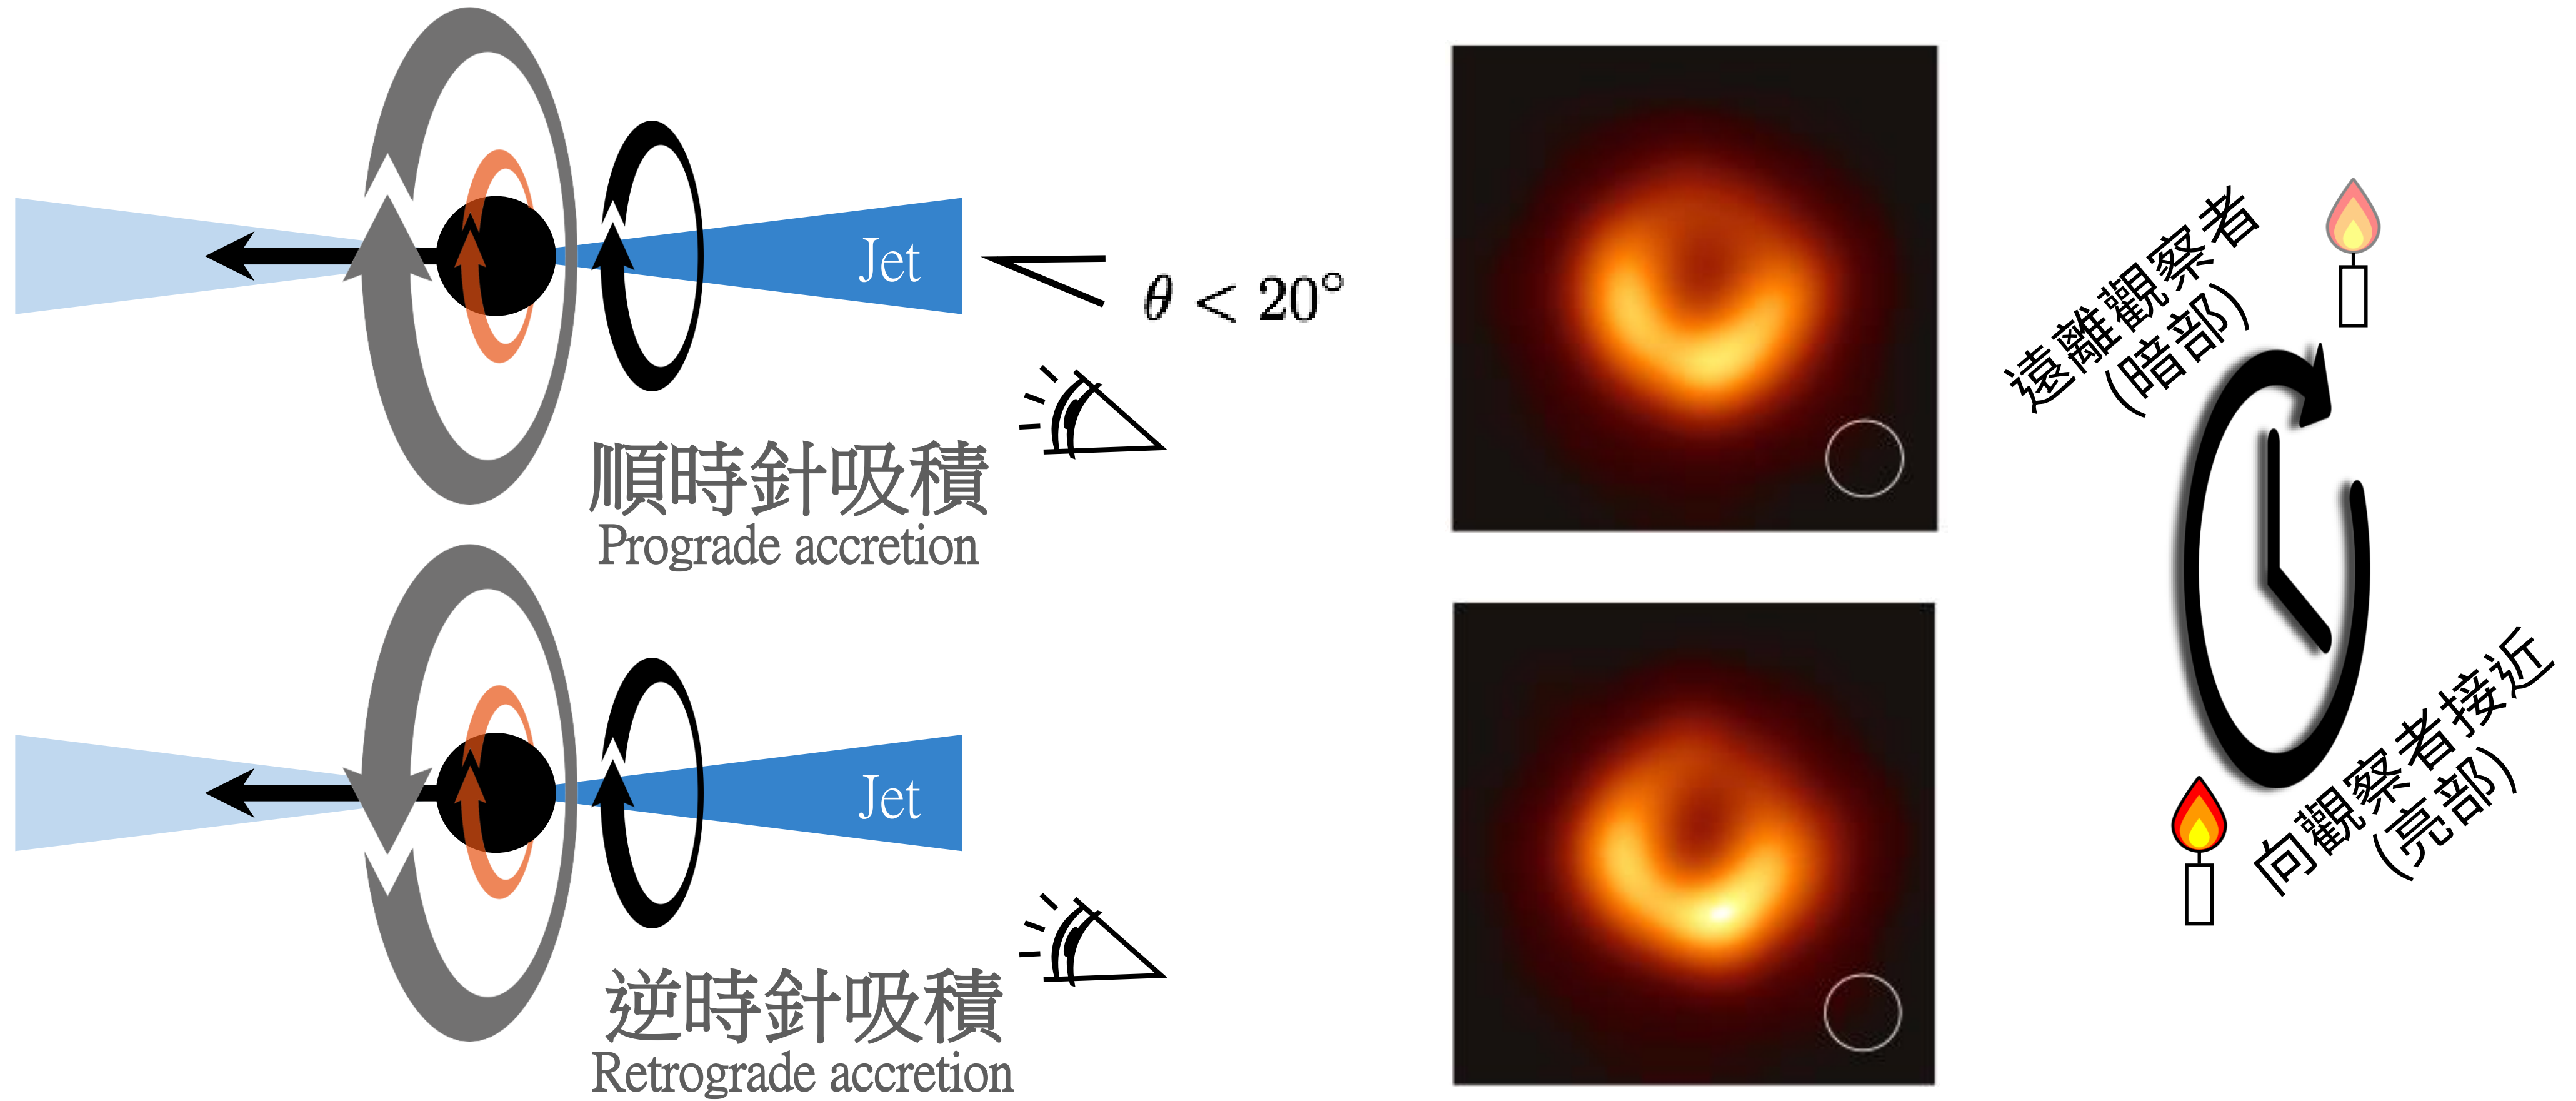 Jet
θ < 20°
順時針吸積
Prograde accretion
Jet
逆時針吸積
Retrograde accretion
遠離觀察者
(暗部)
向觀察者接近
(亮部)